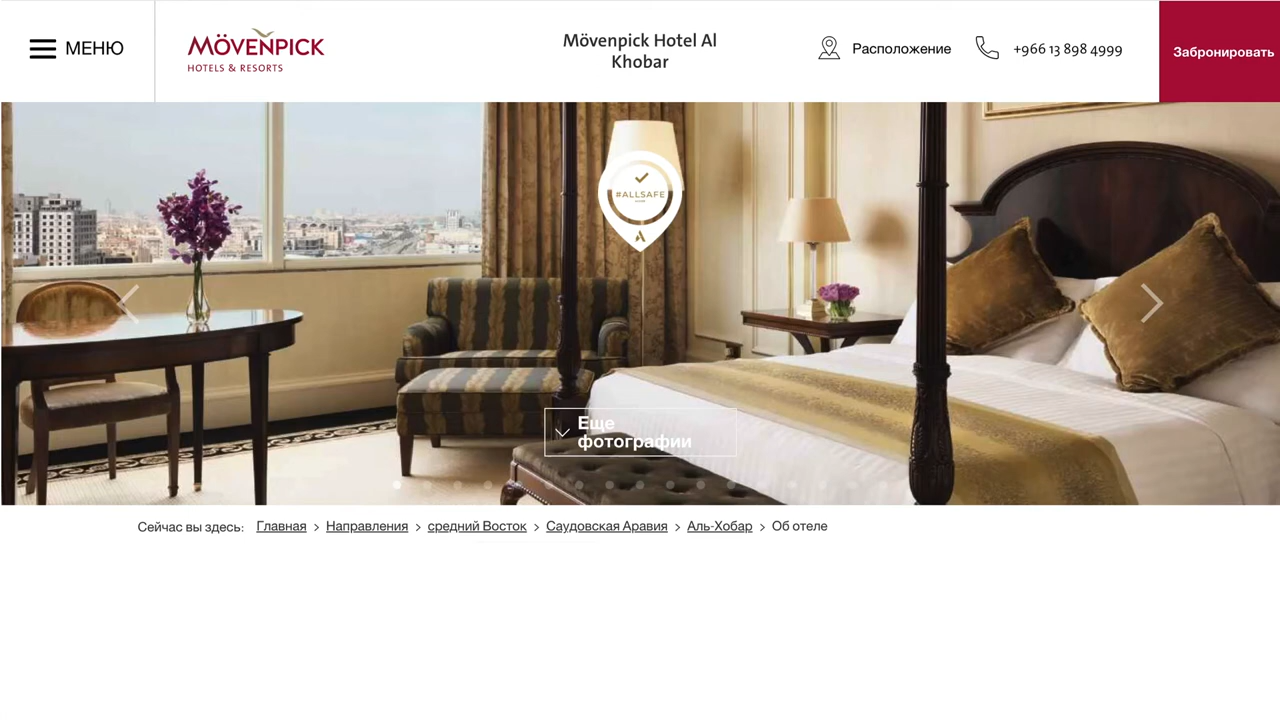 МЕНЮ
MÖVENPICK
HOTELS & RESORTS
Mövenpick Hotel Al
Khobar
Расположение
+966 13 898 4999
Забронировать
#ALLSAFE
Еще
фотографии
Сейчас вы здесь: Главная > Направления > средний Восток > Саудовская Аравия > Аль-Хобар > Об отеле